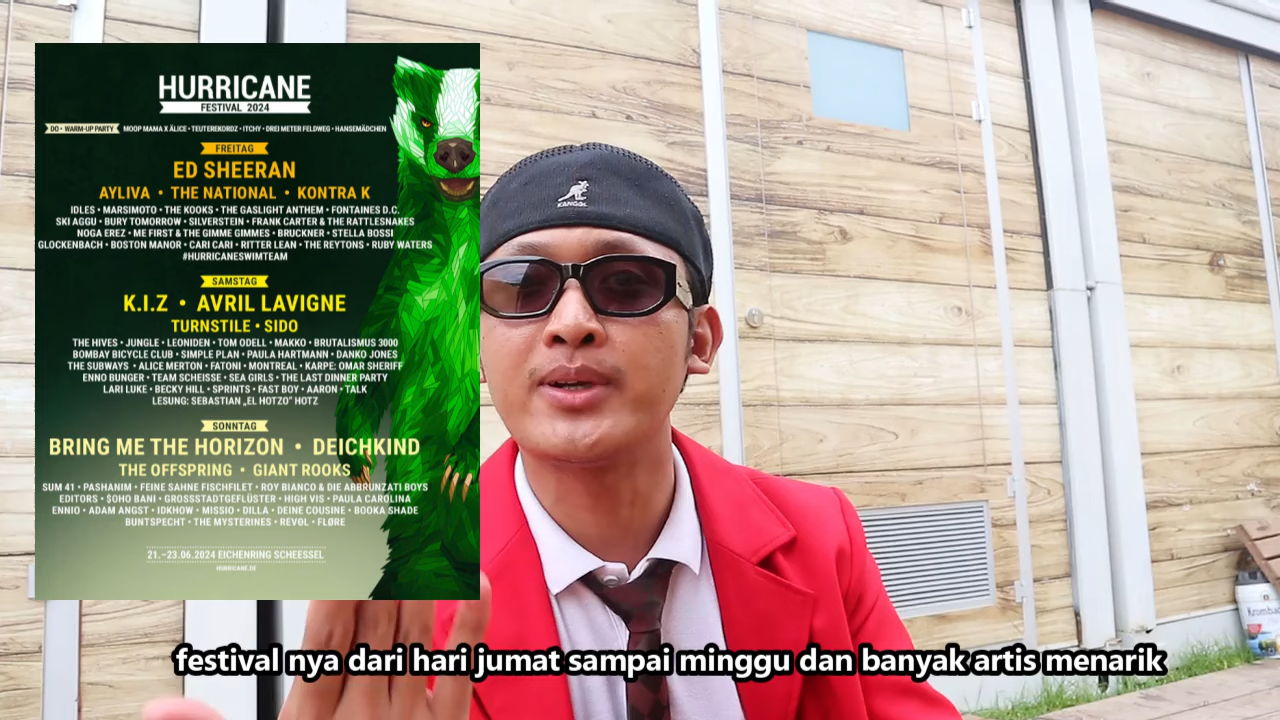 HURRICANE
FESTIVAL 2024
DO • WARM-UP PARTY MOOP MAMA X ÄLICE • TEUTEREKORDZ • ITCHY • DREI METER FELDWEG • HANSEMÄDCHEN
FREITAG
ED SHEERAN
AYLIVA • THE NATIONAL • KONTRA K
IDLES • MARSIMOTO • THE KOOKS • THE GASLIGHT ANTHEM • FONTAINES D.C.
SKI AGGU • BURY TOMORROW • SILVERSTEIN • FRANK CARTER & THE RATTLESNAKES
NOGA EREZ • ME FIRST & THE GIMME GIMMES • BRUCKNER • STELLA BOSSI
GLOCKENBACH • BOSTON MANOR • CARI CARI • RITTER LEAN • THE REYTONS • RUBY WATERS
#HURRICANESWIMTEAM
SAMSTAG
K.I.Z • AVRIL LAVIGNE
TURNSTILE • SIDO
THE HIVES • JUNGLE • LEONIDEN • TOM ODELL • MAKKO • BRUTALISMUS 3000
BOMBAY BICYCLE CLUB • SIMPLE PLAN • PAULA HARTMANN • DANKO JONES
THE SUBWAYS • ALICE MERTON • FATONI • MONTREAL • KARPE: OMAR SHERIFF
ENNO BUNGER • TEAM SCHEISSE • SEA GIRLS • THE LAST DINNER PARTY
LARI LUKE • BECKY HILL • SPRINTS • FAST BOY • AARON • TALK
LESUNG: SEBASTIAN „EL HOTZO" HOTZ
SONNTAG
BRING ME THE HORIZON • DEICHKIND
THE OFFSPRING • GIANT ROOKS
SUM 41 • PASHANIM • FEINE SAHNE FISCHFILET • ROY BIANCO & DIE ABBRUNZATI BOYS
EDITORS • $OHO BANI • GROSSSTADTGEFLÜSTER • HIGH VIS • PAULA CAROLINA
ENNIO • ADAM ANGST • IDKHOW • MISSIO • DILLA • DEINE COUSINE • BOOKA SHADE
BUNTSPECHT • THE MYSTERINES • REVOL • FLØRE
21.–23.06.2024 EICHENRING SCHEESSEL
HURRICANE.DE
KANGOL
festival nya dari hari jumat sampai minggu dan banyak artis menarik